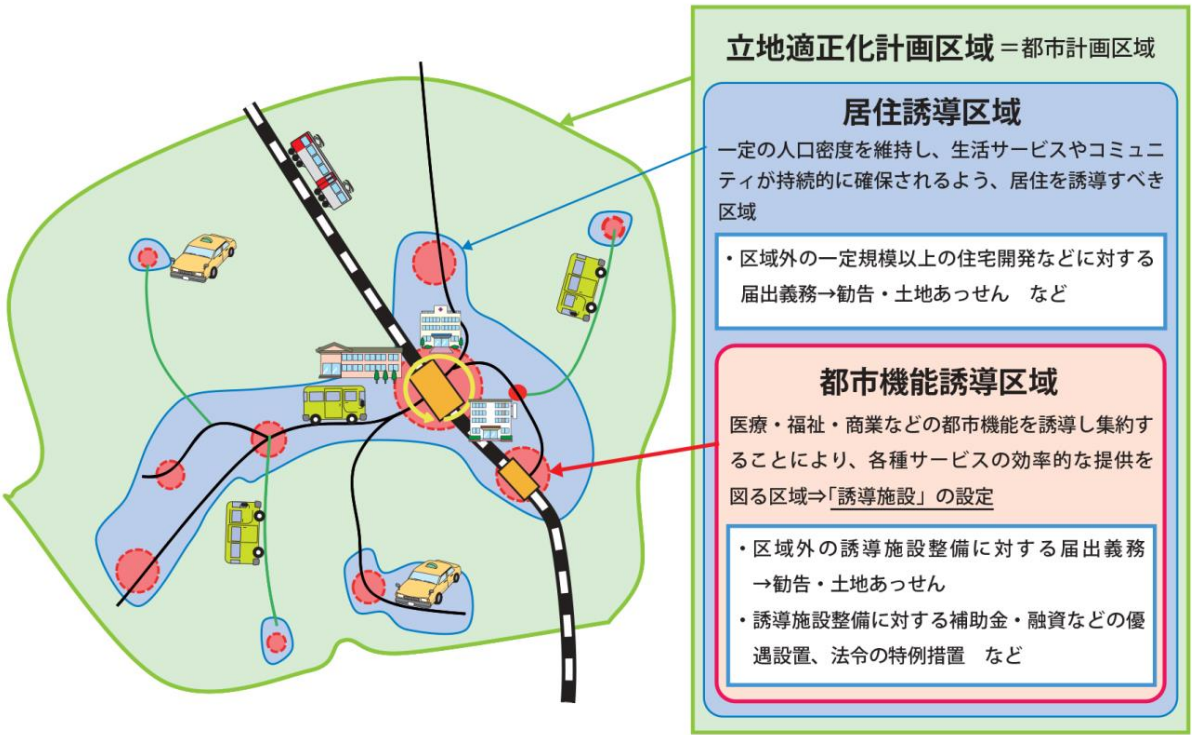 立地適正化計画区域＝都市計画区域
居住誘導区域
一定の人口密度を維持し、生活サービスやコミュニ
ティが持続的に確保されるよう、居住を誘導すべき
区域
・区域外の一定規模以上の住宅開発などに対する
届出義務→勧告・土地あっせん　など
都市機能誘導区域
医療・福祉・商業などの都市機能を誘導し集約す
ることにより、各種サービスの効率的な提供を
図る区域⇒「誘導施設」の設定
・区域外の誘導施設整備に対する届出義務
→勧告・土地あっせん
・誘導施設整備に対する補助金・融資などの優
遇設置、法令の特例措置　など